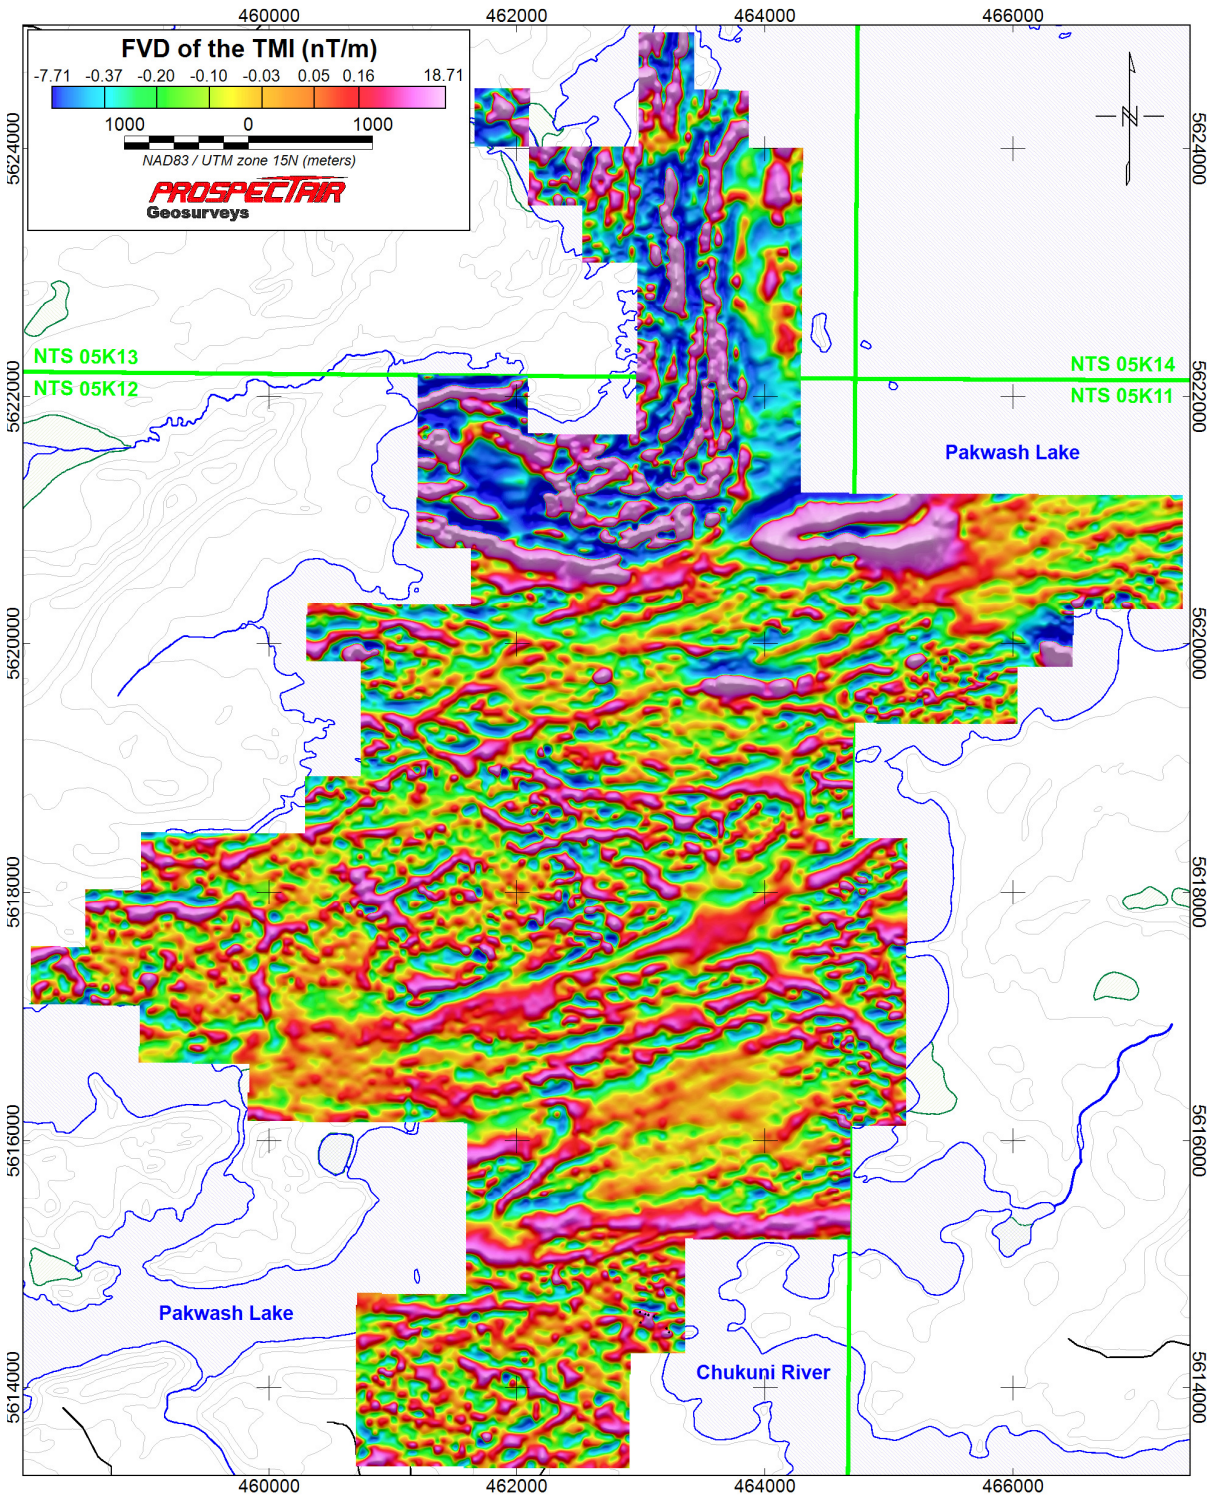 460000 462000 464000 466000
FVD of the TMI (nT/m)
-7.71 -0.37 -0.20 -0.10 -0.03 0.05 0.16 18.71
1000 0 1000
NAD83 / UTM zone 15N (meters)
PROSPECTAIR
Geosurveys
N
5624000 5624000
NTS 05K13
NTS 05K12
NTS 05K14
NTS 05K11
5622000 5622000
Pakwash Lake
5620000 5620000
5618000 5618000
5616000 5616000
Pakwash Lake
Chukuni River
5614000 5614000
460000 462000 464000 466000